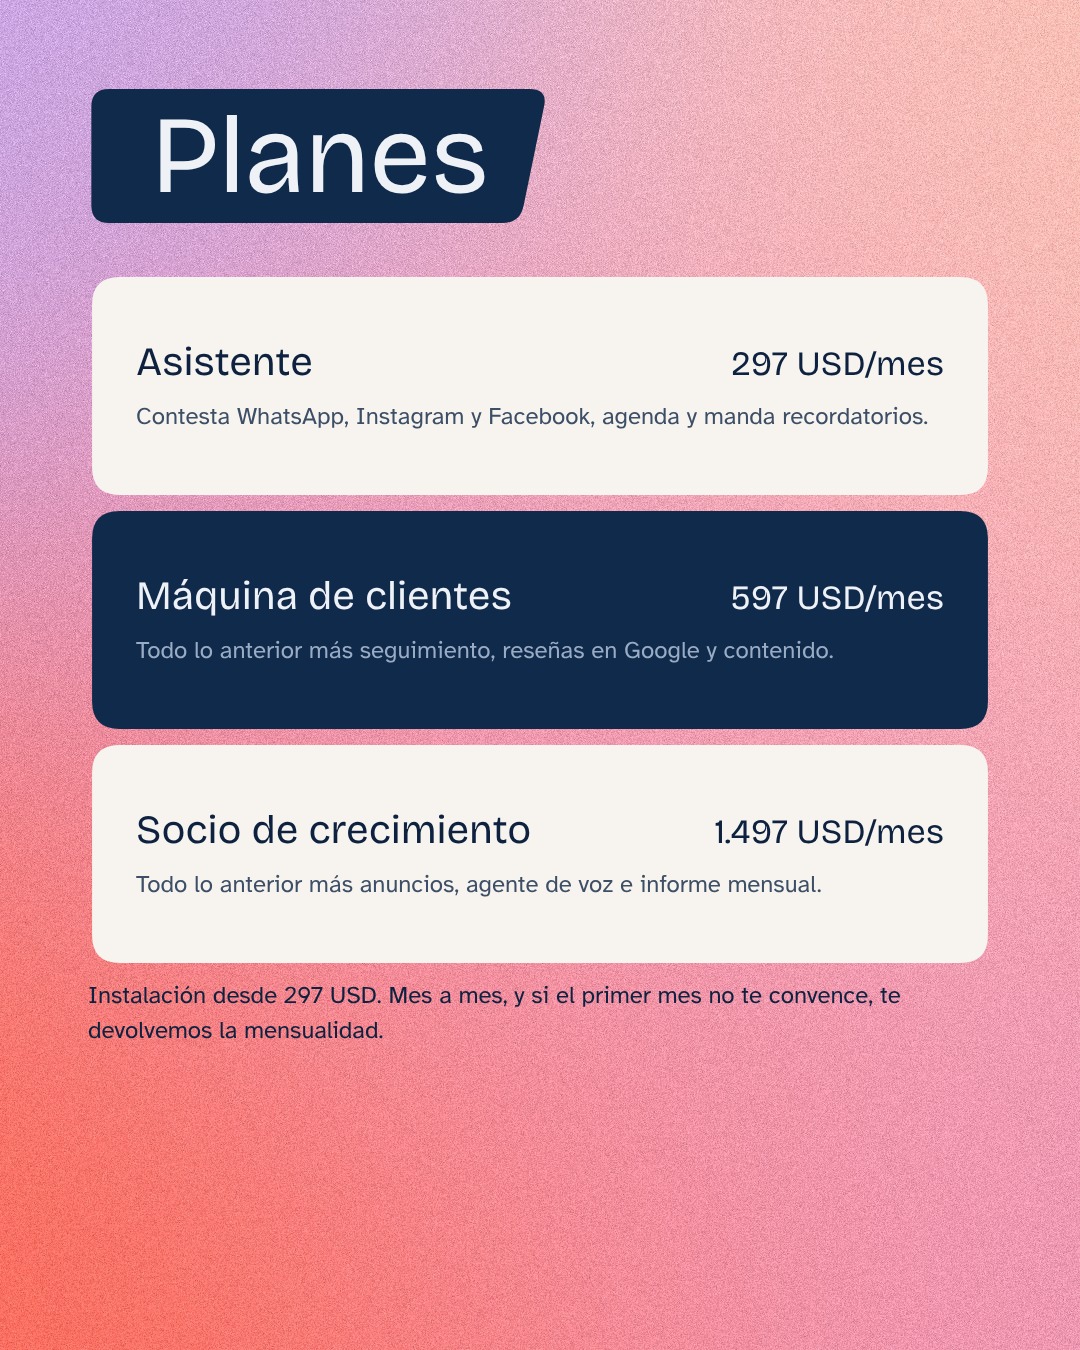 Planes
Asistente 297 USD/mes
Contesta WhatsApp, Instagram y Facebook, agenda y manda recordatorios.
Máquina de clientes 597 USD/mes
Todo lo anterior más seguimiento, reseñas en Google y contenido.
Socio de crecimiento 1.497 USD/mes
Todo lo anterior más anuncios, agente de voz e informe mensual.
Instalación desde 297 USD. Mes a mes, y si el primer mes no te convence, te
devolvemos la mensualidad.